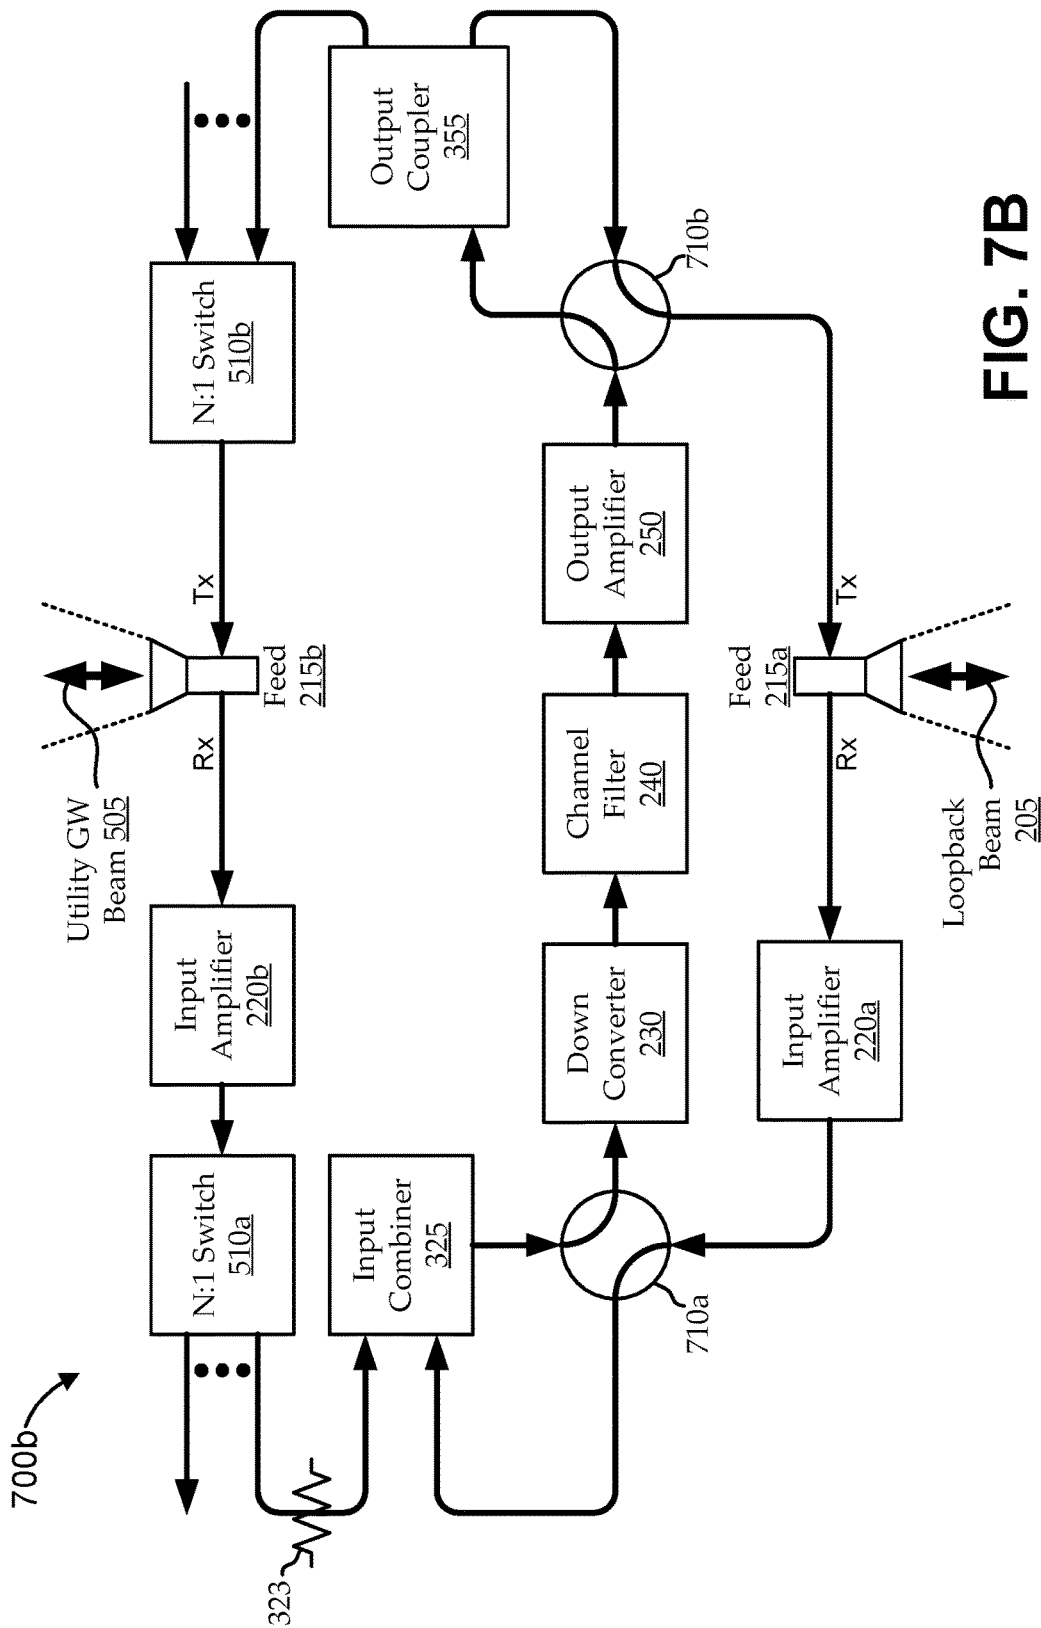 700b
Utility GW
Beam 505
N:1 Switch
510a
Input
Amplifier
220b
Rx
Feed
215b
Tx
N:1 Switch
510b
323
Input
Combiner
325
Output
Coupler
355
710a
Down
Converter
230
Channel
Filter
240
Output
Amplifier
250
710b
Input
Amplifier
220a
Rx
Feed
215a
Tx
Loopback
Beam
205
FIG. 7B